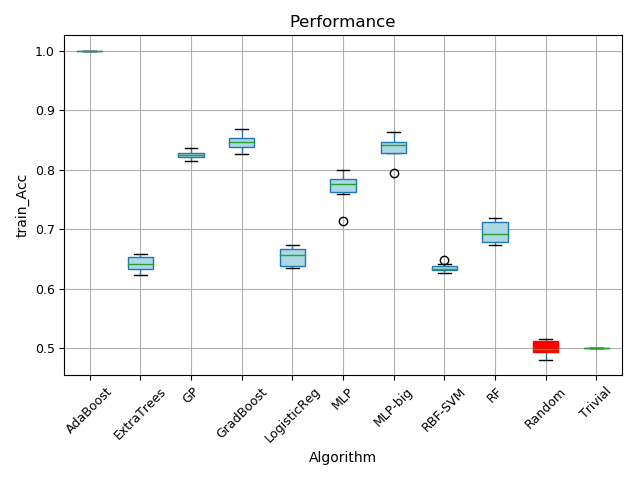 Performance
train_Acc
1.0
0.9
0.8
0.7
0.6
0.5
AdaBoost
ExtraTrees
GP
GradBoost
LogisticReg
MLP
MLP-big
RBF-SVM
RF
Random
Trivial
Algorithm